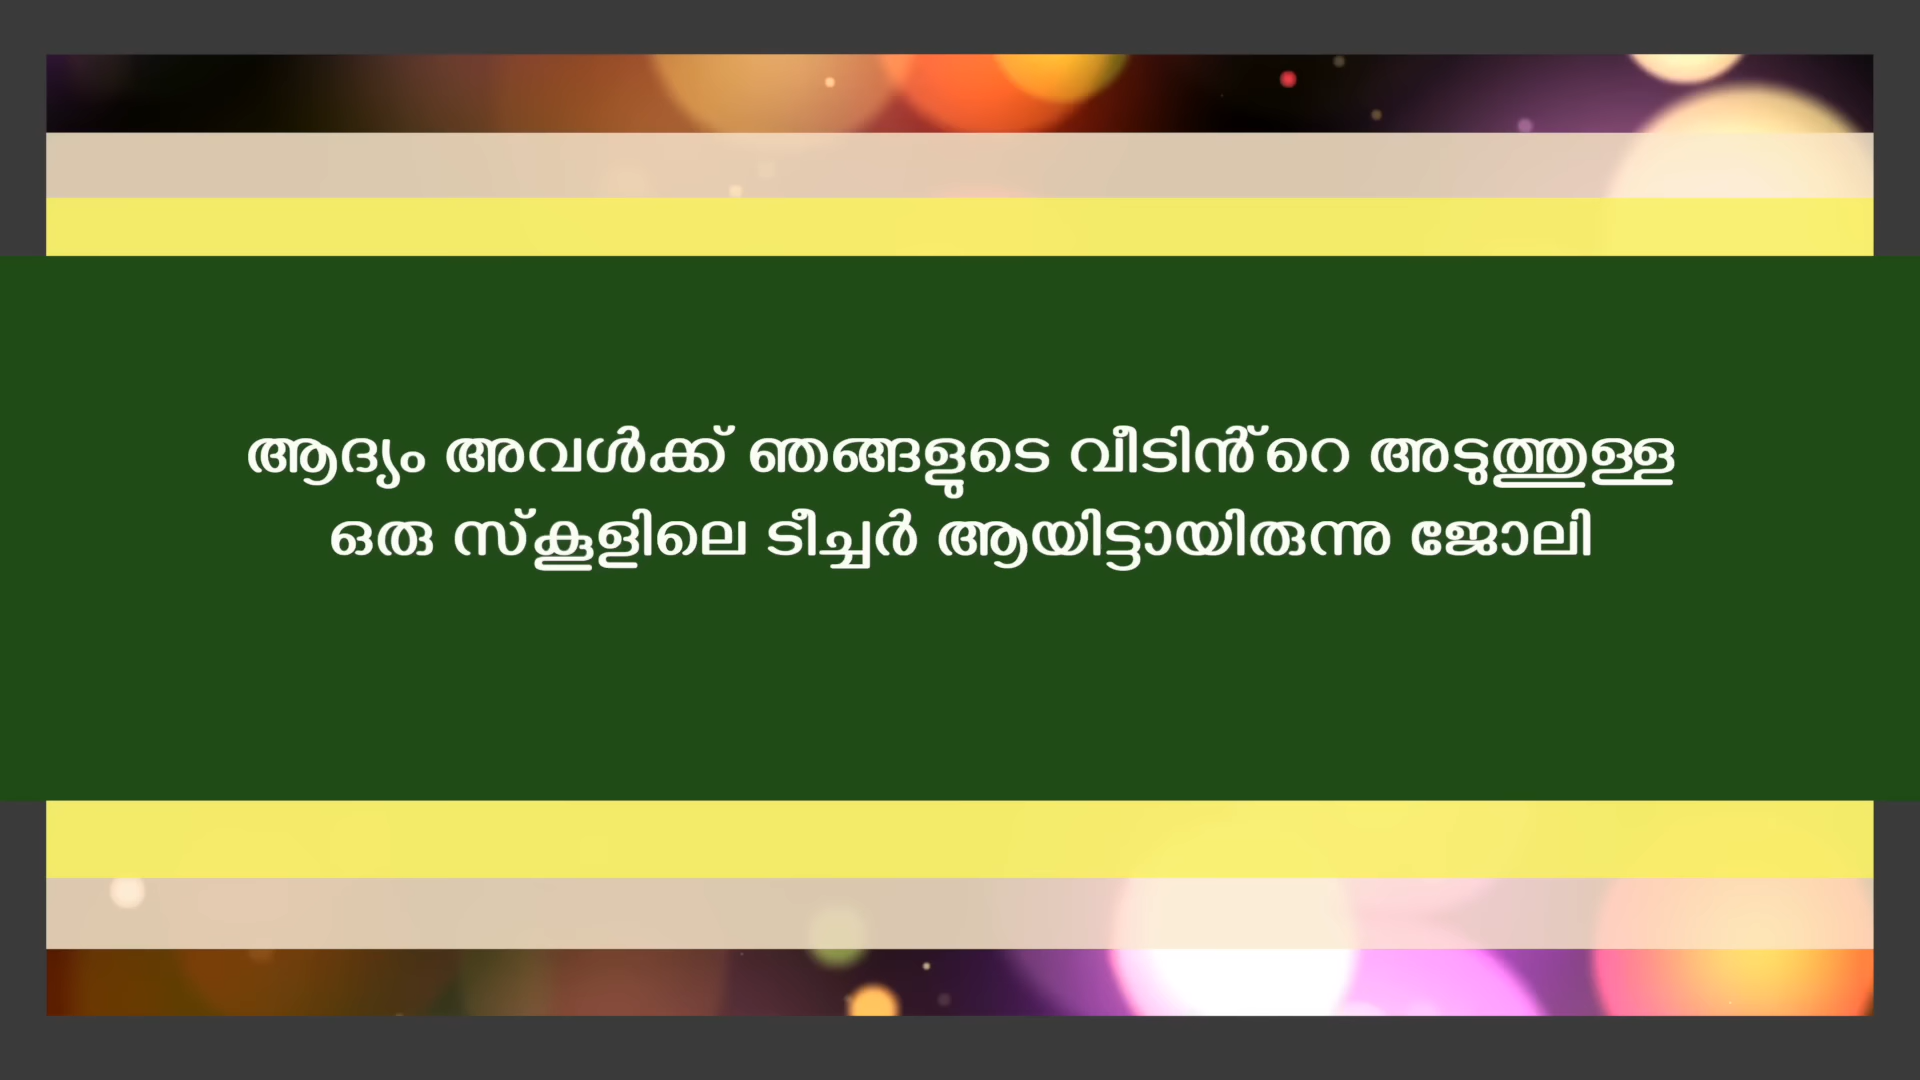 ആദ്യം അവൾക്ക് ഞങ്ങളുടെ വീടിൻ്റെ അടുത്തുള്ള
ഒരു സ്കൂളിലെ ടീച്ചർ ആയിട്ടായിരുന്നു ജോലി